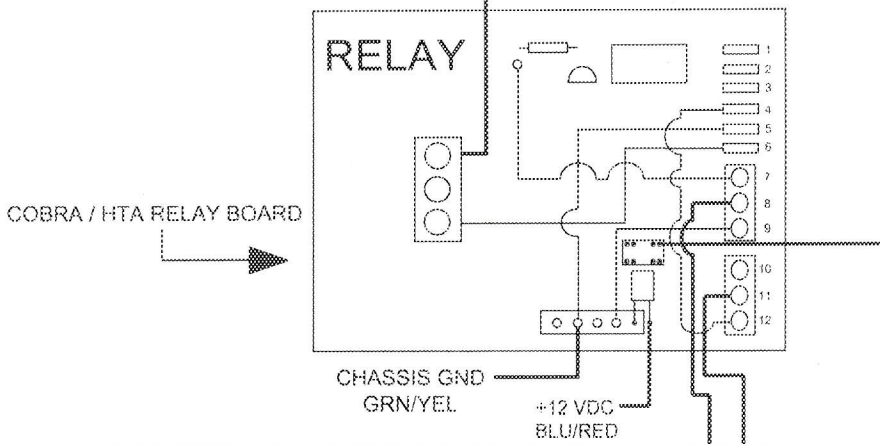 RELAY
1
2
3
4
5
6
7
8
9
10
11
12
COBRA / HTA RELAY BOARD
CHASSIS GND
GRN/YEL
+12 VDC
BLU/RED